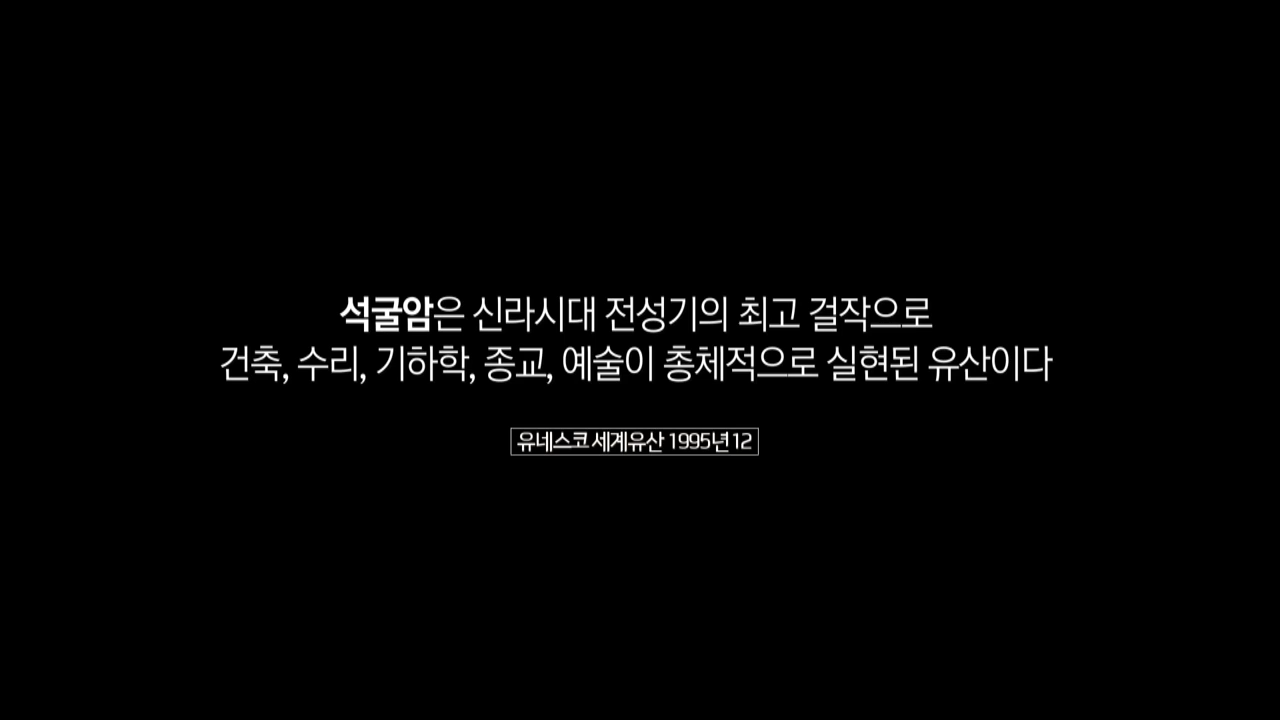 석굴암은 신라시대 전성기의 최고 걸작으로
건축, 수리, 기하학, 종교, 예술이 총체적으로 실현된 유산이다
유네스코 세계유산 1995년 12